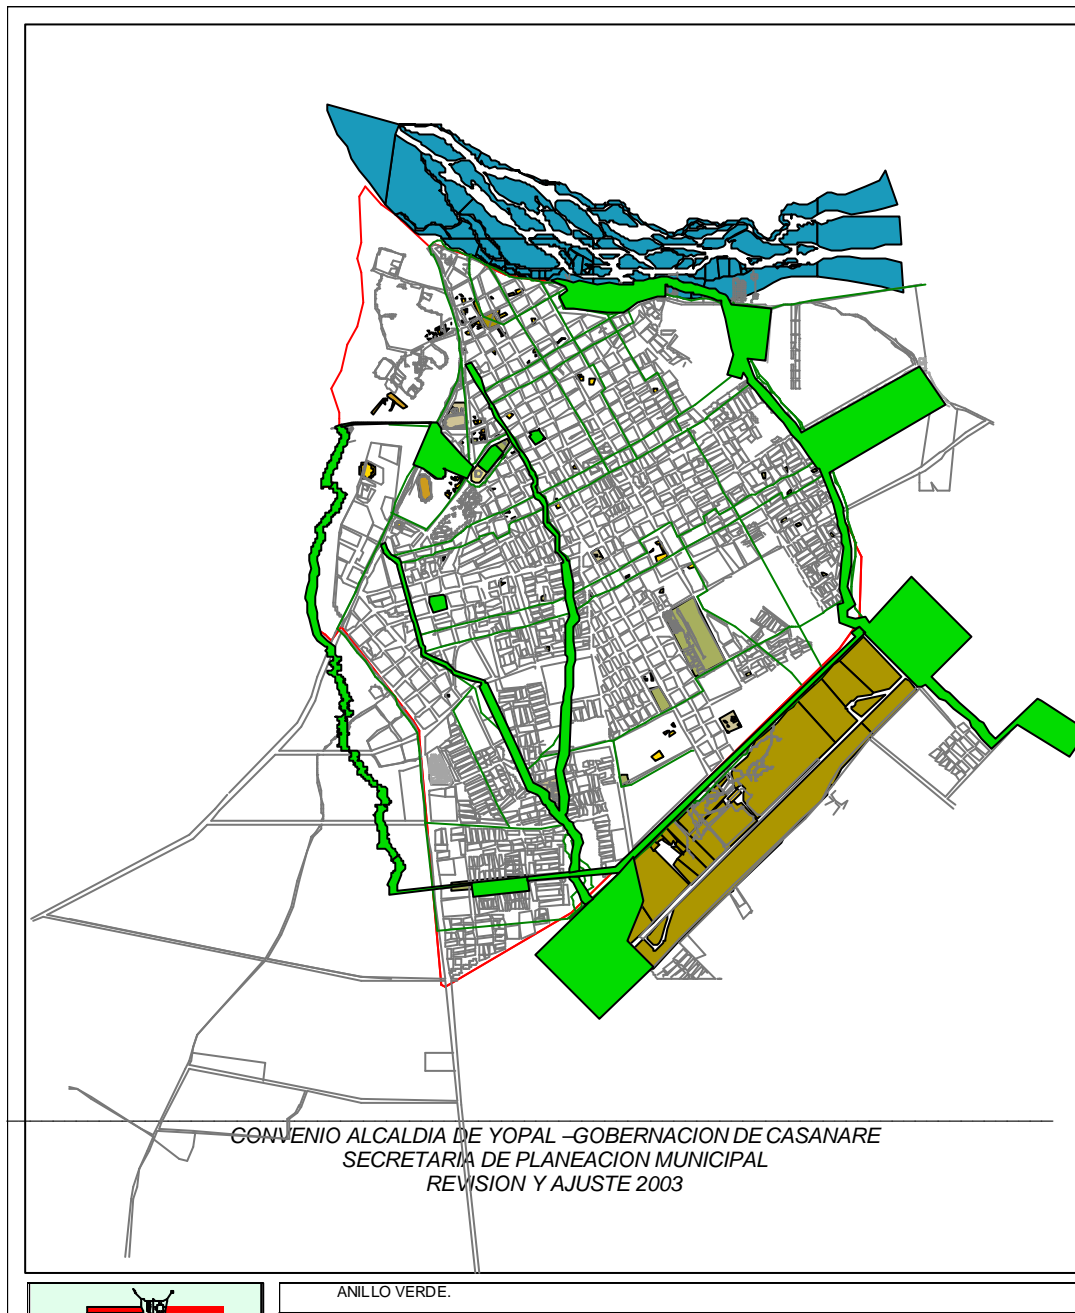 CONVENIO ALCALDIA DE YOPAL –GOBERNACION DE CASANARE
SECRETARIA DE PLANEACION MUNICIPAL
REVISION Y AJUSTE 2003
ANILLO VERDE.